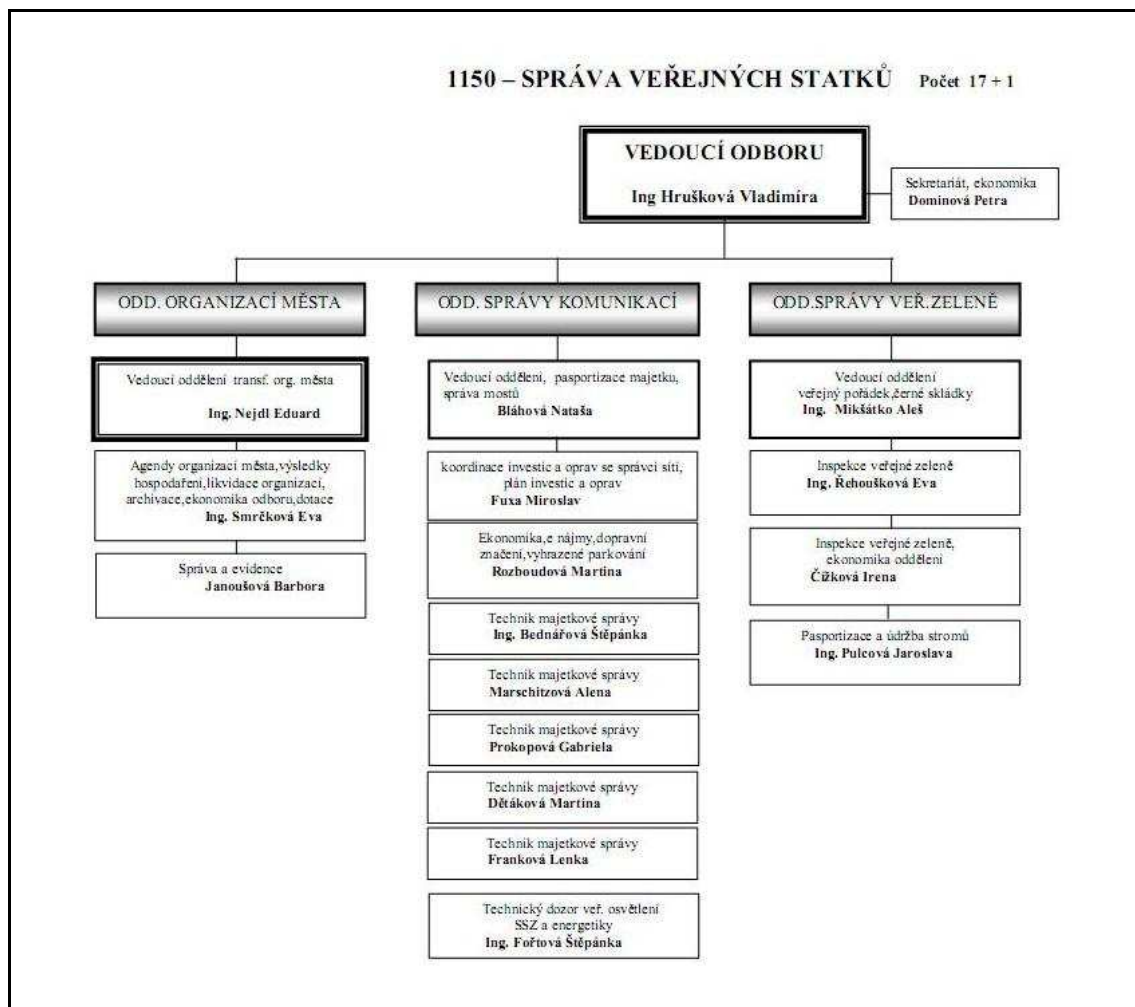 1150 – SPRÁVA VEŘEJNÝCH STATKŮ Počet 17 + 1
VEDOUCÍ ODBORU
Ing Hrušková Vladimíra
Sekretariát, ekonomika
Dominová Petra
ODD. ORGANIZACÍ MĚSTA
Vedoucí oddělení transf. org. města
Ing. Nejdl Eduard
Agendy organizací města,výsledky
hospodaření,likvidace organizací,
archivace,ekonomika odboru,dotace
Ing. Smrčková Eva
Správa a evidence
Janoušová Barbora
ODD. SPRÁVY KOMUNIKACÍ
Vedoucí oddělení, pasportizace majetku,
správa mostů
Bláhová Nataša
koordinace investic a oprav se správci sítí,
plán investic a oprav
Fuxa Miroslav
Ekonomika,e nájmy,dopravní
značení,vyhrazené parkování
Rozboudová Martina
Technik majetkové správy
Ing. Bednářová Štěpánka
Technik majetkové správy
Marschitzová Alena
Technik majetkové správy
Prokopová Gabriela
Technik majetkové správy
Dětáková Martina
Technik majetkové správy
Franková Lenka
Technický dozor veř. osvětlení
SSZ a energetiky
Ing. Fořtová Štěpánka
ODD.SPRÁVY VEŘ.ZELENĚ
Vedoucí oddělení
veřejný pořádek,černé skládky
Ing. Mikšátko Aleš
Inspekce veřejné zeleně
Ing. Řehoušková Eva
Inspekce veřejné zeleně,
ekonomika oddělení
Čížková Irena
Pasportizace a údržba stromů
Ing. Pulcová Jaroslava